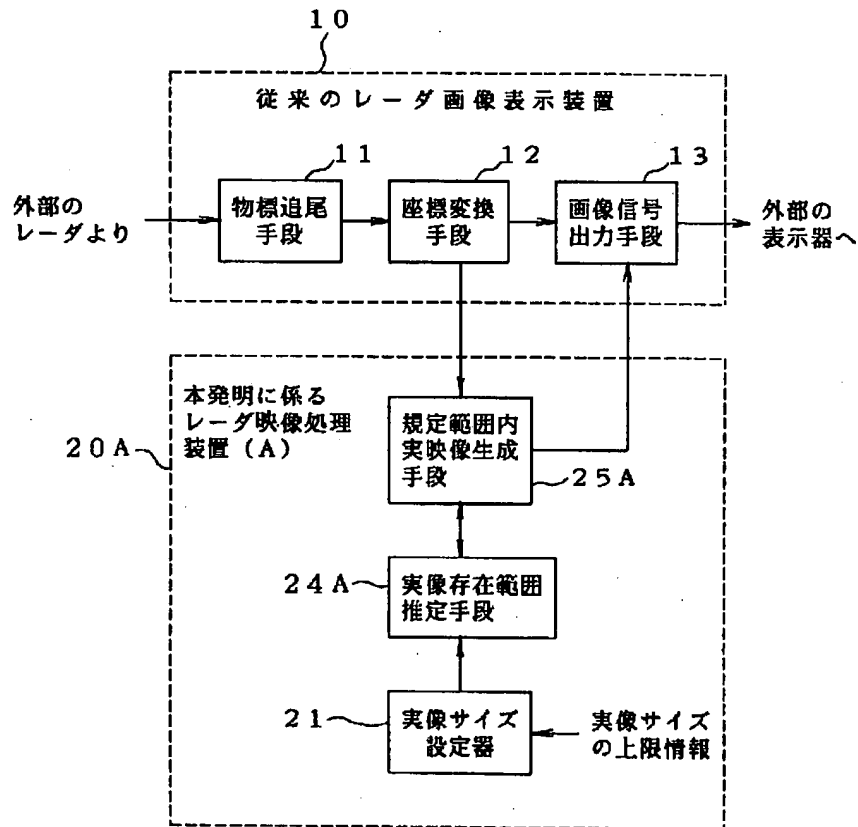 10
従来のレーダ画像表示装置
11
12
13
外部の
レーダより
物標追尾
手段
座標変換
手段
画像信号
出力手段
外部の
表示器へ
本発明に係る
レーダ映像処理
装置(A)
20A
規定範囲内
実映像生成
手段
25A
24A
実像存在範囲
推定手段
21
実像サイズ
設定器
実像サイズ
の上限情報